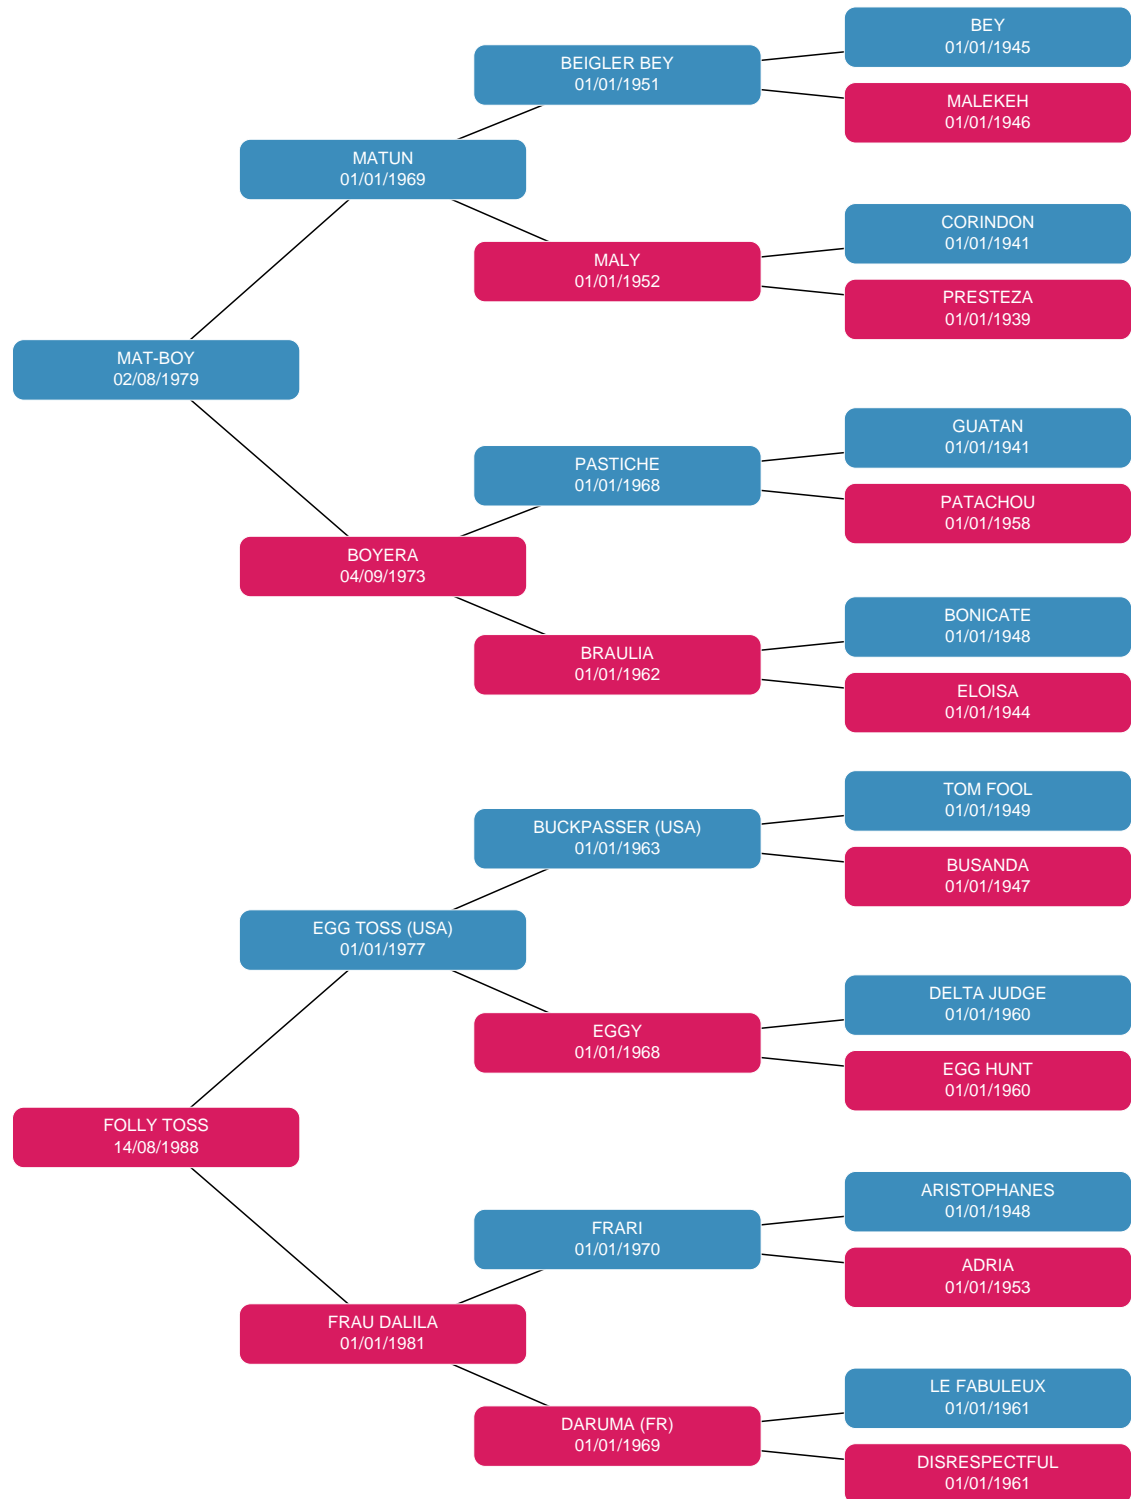 BEY
01/01/1945
BEIGLER BEY
01/01/1951
MALEKEH
01/01/1946
MATUN
01/01/1969
CORINDON
01/01/1941
MALY
01/01/1952
PRESTEZA
01/01/1939
MAT-BOY
02/08/1979
GUATAN
01/01/1941
PASTICHE
01/01/1968
PATACHOU
01/01/1958
BOYERA
04/09/1973
BONICATE
01/01/1948
BRAULIA
01/01/1962
ELOISA
01/01/1944
TOM FOOL
01/01/1949
BUCKPASSER (USA)
01/01/1963
BUSANDA
01/01/1947
EGG TOSS (USA)
01/01/1977
DELTA JUDGE
01/01/1960
EGGY
01/01/1968
EGG HUNT
01/01/1960
FOLLY TOSS
14/08/1988
ARISTOPHANES
01/01/1948
FRARI
01/01/1970
ADRIA
01/01/1953
FRAU DALILA
01/01/1981
LE FABULEUX
01/01/1961
DARUMA (FR)
01/01/1969
DISRESPECTFUL
01/01/1961